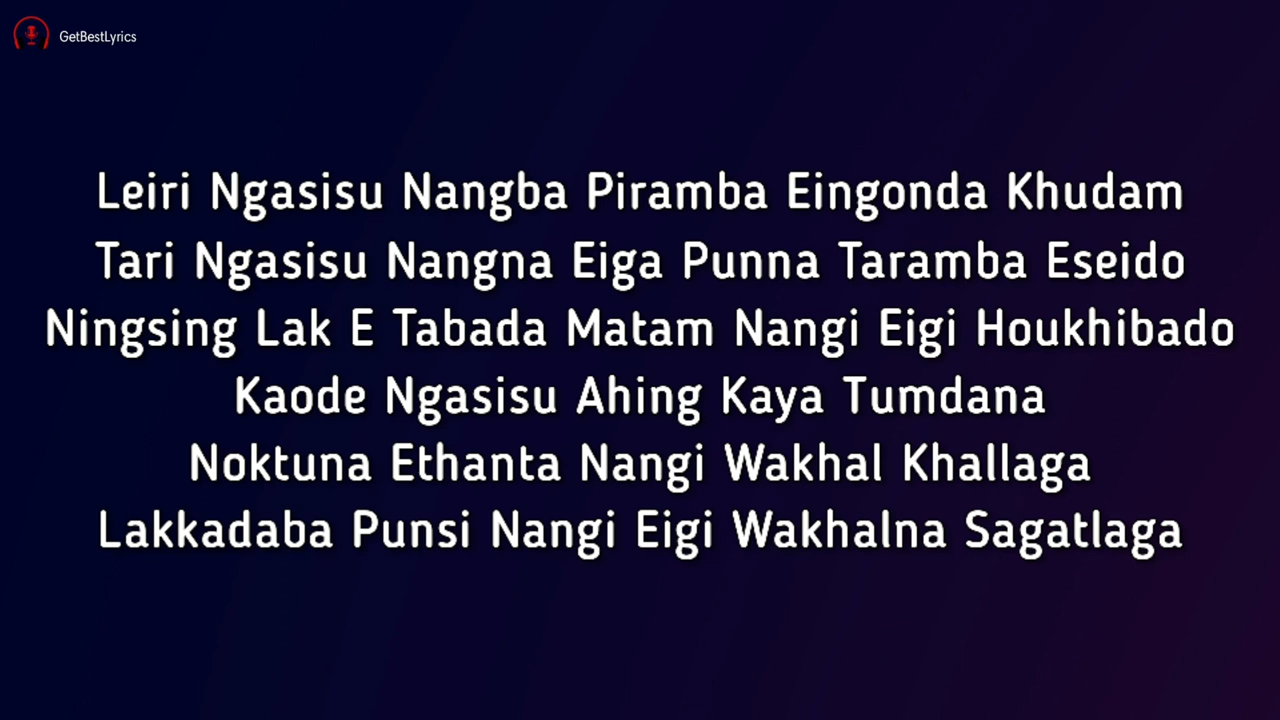 GetBestLyrics
Leiri Ngasisu Nangba Piramba Eingonda Khudam
Tari Ngasisu Nangna Eiga Punna Taramba Eseido
Ningsing Lak E Tabada Matam Nangi Eigi Houkhibado
Kaode Ngasisu Ahing Kaya Tumdana
Noktuna Ethanta Nangi Wakhal Khallaga
Lakkadaba Punsi Nangi Eigi Wakhalna Sagatlaga